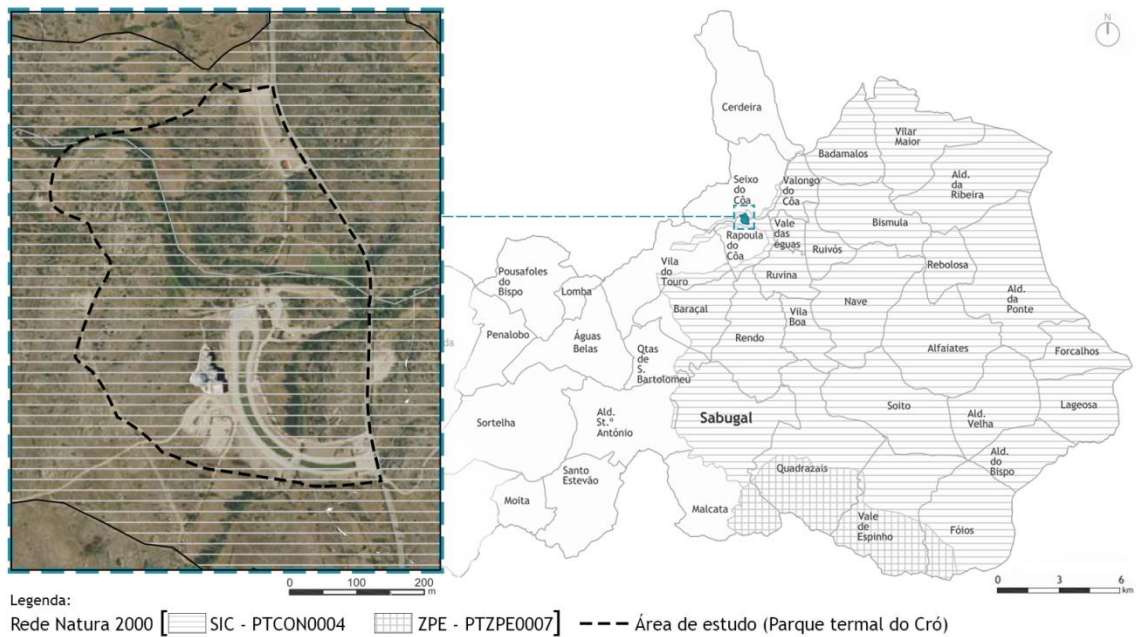 N
Cerdeira
Vilar
Maior
Badamalos
Seixo
do
Côa
Valongo
do Côa
Ald.
da
Ribeira
Bismula
Vale
das
éguas
Rapoula
do
Côa
Ruivós
Rebolosa
Vila
do
Touro
Ruvina
Pousafoles
do
Bispo
Lomba
Nave
Ald.
da
Ponte
Baraçal
Vila
Boa
Penalobo
Águas
Belas
Rendo
Qtas
de
S.
Bartolomeu
Alfaiates
Forcalhos
Sortelha
Ald.
St.º
António
Sabugal
Soito
Ald.
Velha
Lageosa
Ald.
do
Bispo
Santo
Estevão
Quadrazais
Moita
Malcata
Vale
de
Espinho
Fóios
0 100 200
m
0 2 4 6
km
Legenda:
Rede Natura 2000 [ SIC - PTCON0004 ZPE - PTZPE0007 ] Área de estudo (Parque termal do Cró)